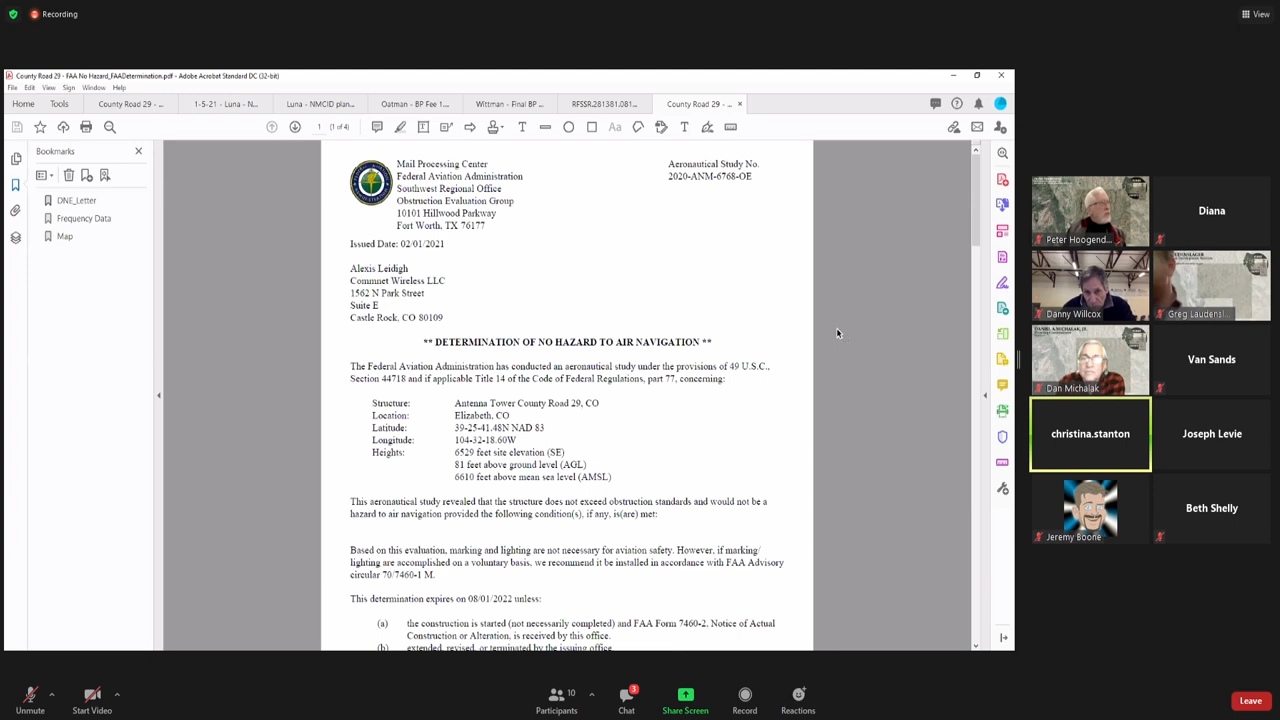 Recording
View
County Road 29 - FAA No Hazard_FAADetermination.pdf - Adobe Acrobat Standard DC (32-bit)
File Edit View Sign Window Help
Home Tools County Road 29 - ... 1-5-21 - Luna - N... Luna - NMCID plan... Oatman - BP Fee 1... Wittman - Final BP ... RFSSR.281381.081... County Road 29 - ... ×
1 (1 of 4)
Bookmarks
DNE_Letter
Frequency Data
Map
Mail Processing Center
Federal Aviation Administration
Southwest Regional Office
Obstruction Evaluation Group
10101 Hillwood Parkway
Fort Worth, TX 76177
Aeronautical Study No.
2020-ANM-6768-OE
Issued Date: 02/01/2021
Alexis Leidigh
Commnet Wireless LLC
1562 N Park Street
Suite E
Castle Rock, CO 80109
** DETERMINATION OF NO HAZARD TO AIR NAVIGATION **
The Federal Aviation Administration has conducted an aeronautical study under the provisions of 49 U.S.C.,
Section 44718 and if applicable Title 14 of the Code of Federal Regulations, part 77, concerning:
Structure: Antenna Tower County Road 29, CO
Location: Elizabeth, CO
Latitude: 39-25-41.48N NAD 83
Longitude: 104-32-18.60W
Heights: 6529 feet site elevation (SE)
81 feet above ground level (AGL)
6610 feet above mean sea level (AMSL)
This aeronautical study revealed that the structure does not exceed obstruction standards and would not be a
hazard to air navigation provided the following condition(s), if any, is(are) met:
Based on this evaluation, marking and lighting are not necessary for aviation safety. However, if marking/
lighting are accomplished on a voluntary basis, we recommend it be installed in accordance with FAA Advisory
circular 70/7460-1 M.
This determination expires on 08/01/2022 unless:
(a) the construction is started (not necessarily completed) and FAA Form 7460-2, Notice of Actual
Construction or Alteration, is received by this office.
(b) extended, revised, or terminated by the issuing office.
Peter Hoogend...
Diana
Danny Willcox
Greg Laudensl...
Dan Michalak
Van Sands
christina.stanton
Joseph Levie
Jeremy Boone
Beth Shelly
Unmute
Start Video
10
Participants
3
Chat
Share Screen
Record
Reactions
Leave